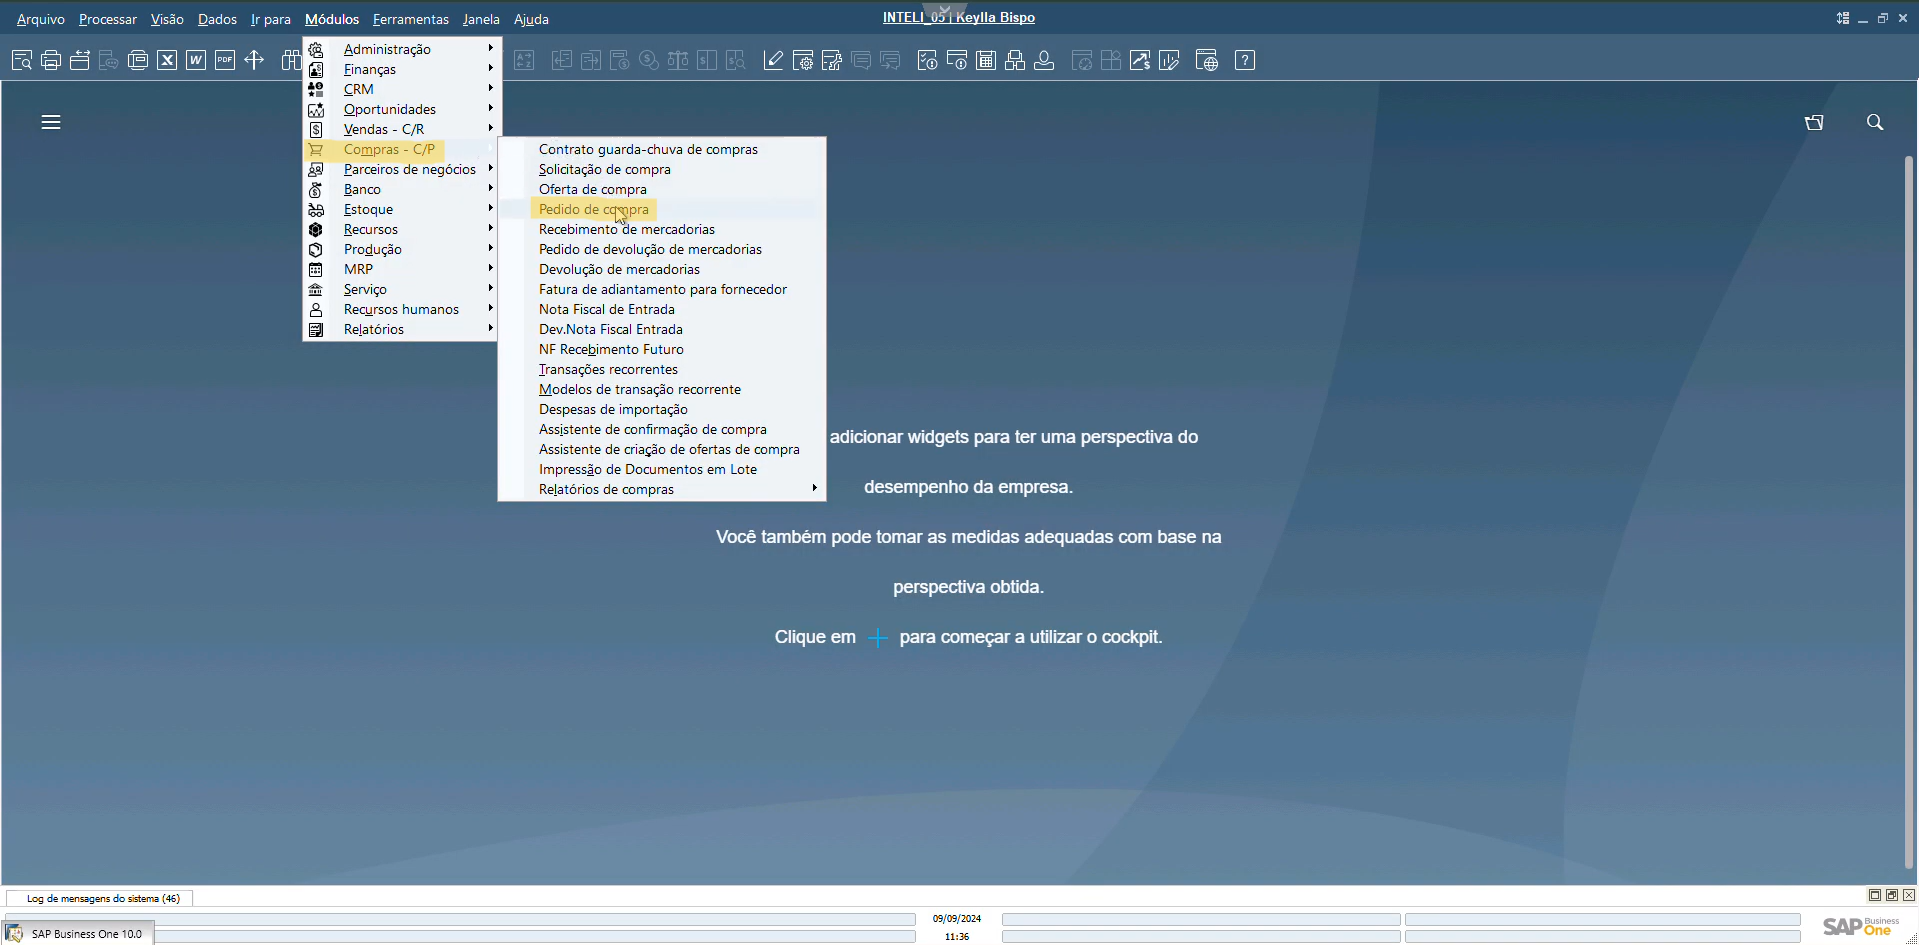 Arquivo Processar Visão Dados Ir para Módulos Ferramentas Janela Ajuda
INTELI_05 | Keylla Bispo
Administração
Finanças
CRM
Oportunidades
Vendas - C/R
Compras - C/P
Parceiros de negócios
Banco
Estoque
Recursos
Produção
MRP
Serviço
Recursos humanos
Relatórios
Contrato guarda-chuva de compras
Solicitação de compra
Oferta de compra
Pedido de compra
Recebimento de mercadorias
Pedido de devolução de mercadorias
Devolução de mercadorias
Fatura de adiantamento para fornecedor
Nota Fiscal de Entrada
Dev.Nota Fiscal Entrada
NF Recebimento Futuro
Transações recorrentes
Modelos de transação recorrente
Despesas de importação
Assistente de confirmação de compra
Assistente de criação de ofertas de compra
Impressão de Documentos em Lote
Relatórios de compras
adicionar widgets para ter uma perspectiva do
desempenho da empresa.
Você também pode tomar as medidas adequadas com base na
perspectiva obtida.
Clique em + para começar a utilizar o cockpit.
Log de mensagens do sistema (46)
09/09/2024
11:36
SAP Business One 10.0
SAP Business One